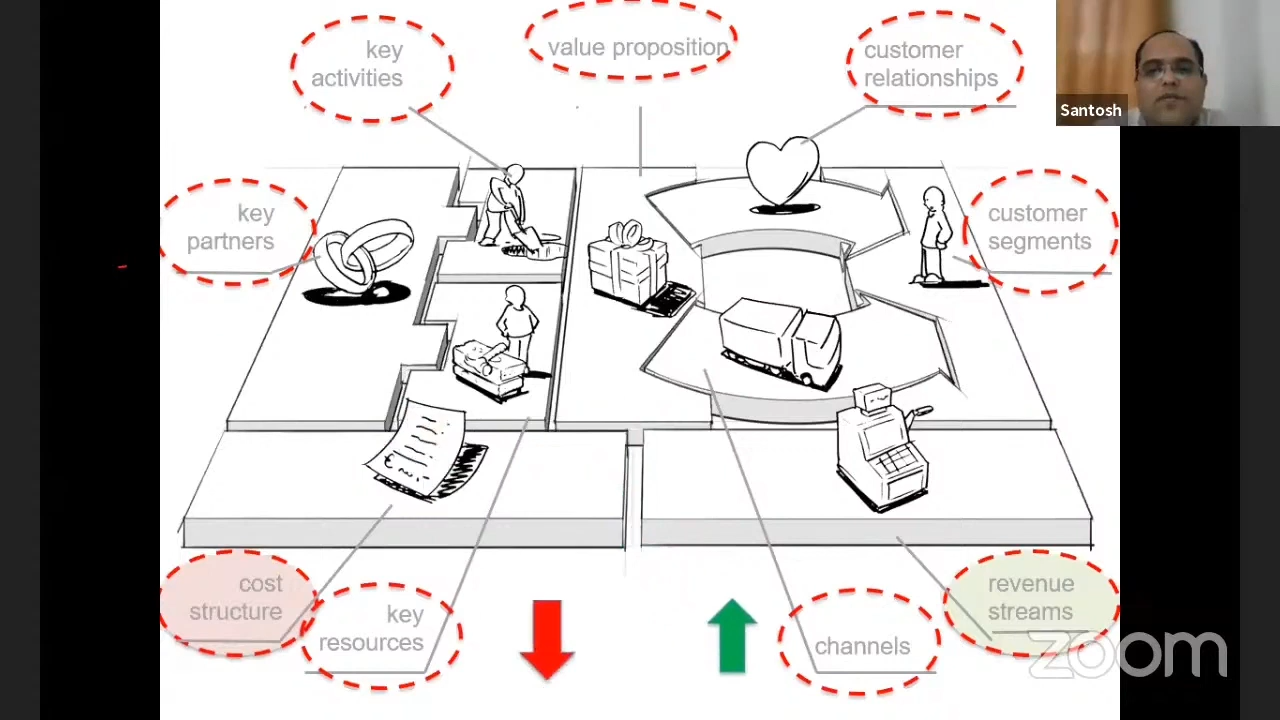 key
activities
value proposition
customer
relationships
Santosh
key
partners
customer
segments
cost
structure
key
resources
channels
revenue
streams
zoom